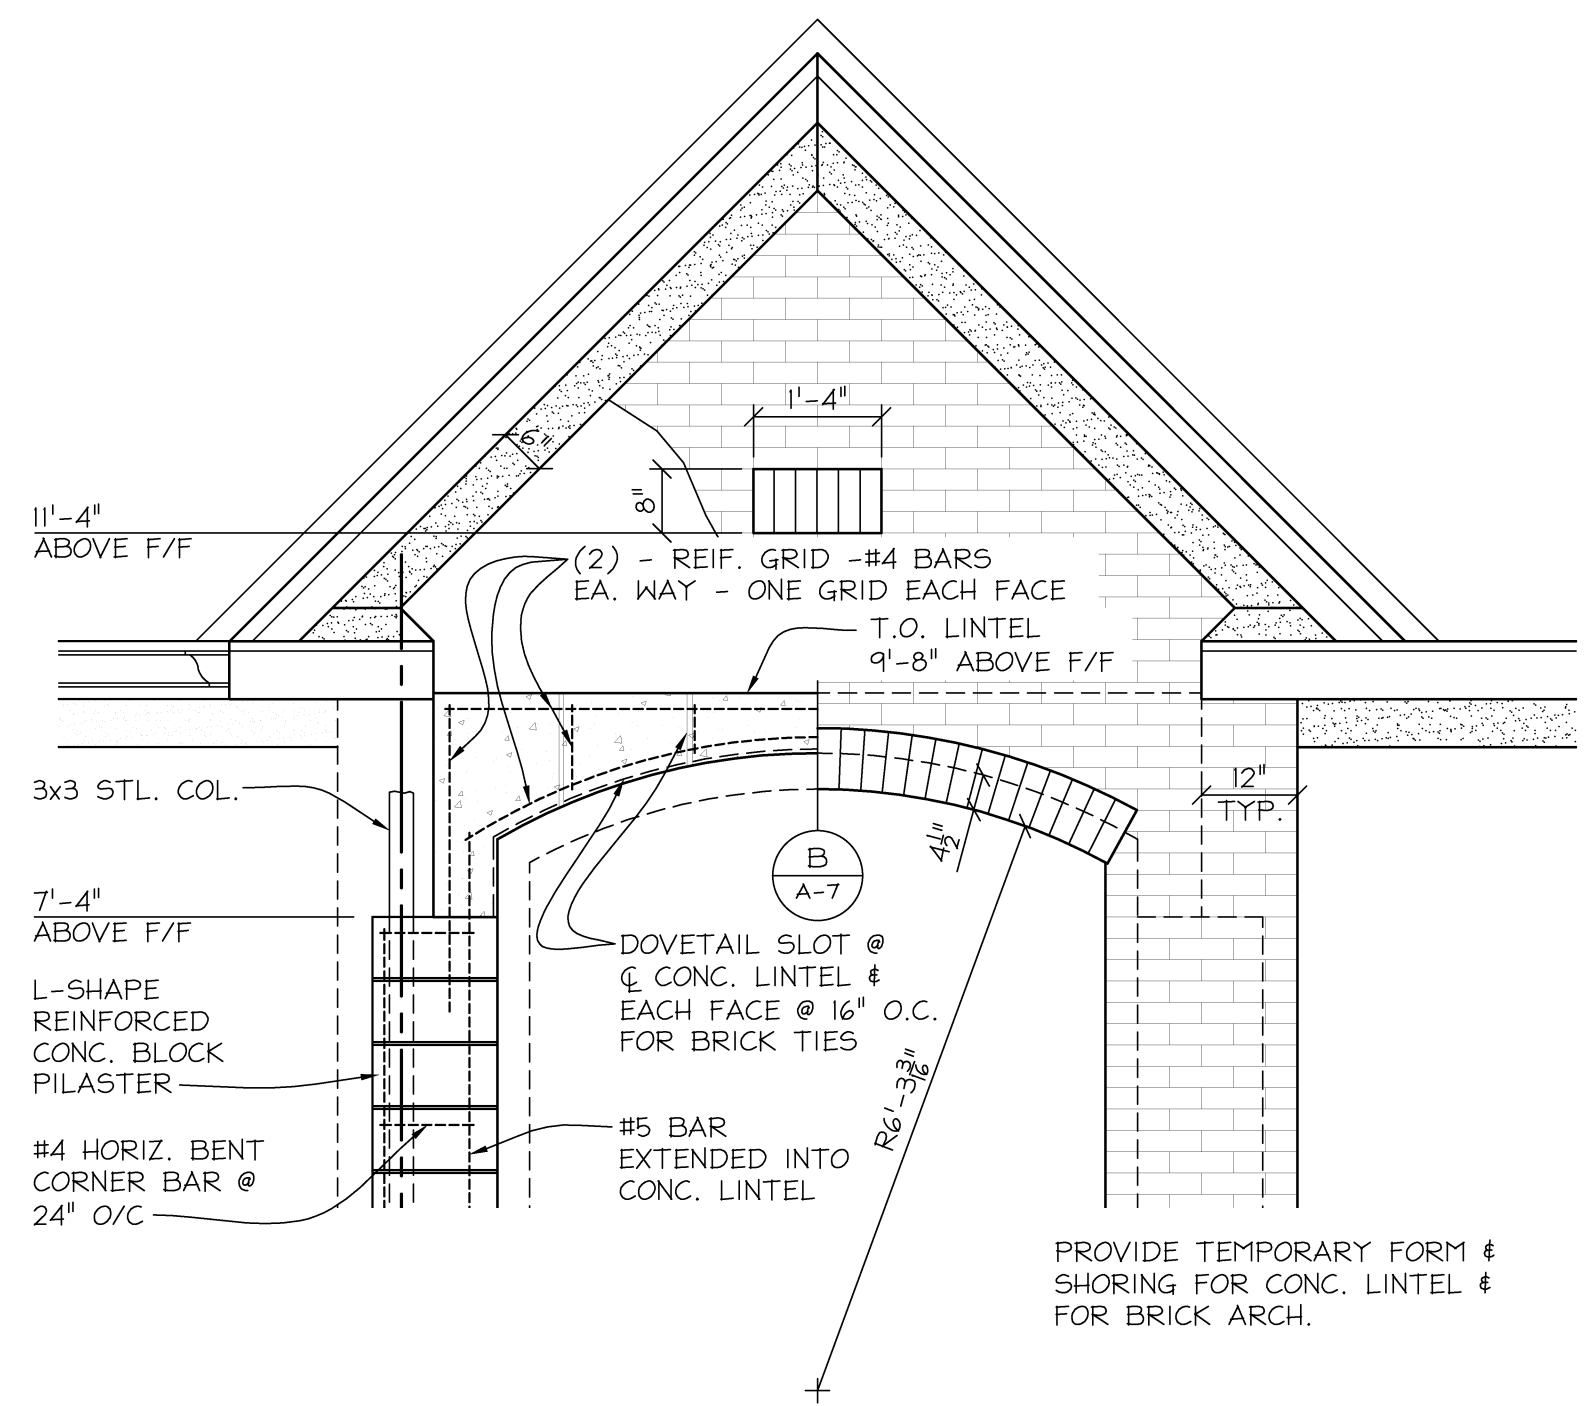 1'-4"
6"
8"
11'-4"
ABOVE F/F
(2) - REIF. GRID -#4 BARS
EA. WAY - ONE GRID EACH FACE
T.O. LINTEL
9'-8" ABOVE F/F
3x3 STL. COL.
12"
TYP.
4½"
B
A-7
7'-4"
ABOVE F/F
DOVETAIL SLOT @
℄ CONC. LINTEL &
EACH FACE @ 16" O.C.
FOR BRICK TIES
L-SHAPE
REINFORCED
CONC. BLOCK
PILASTER
R6'-3 3/16"
#5 BAR
EXTENDED INTO
CONC. LINTEL
#4 HORIZ. BENT
CORNER BAR @
24" O/C
PROVIDE TEMPORARY FORM &
SHORING FOR CONC. LINTEL &
FOR BRICK ARCH.